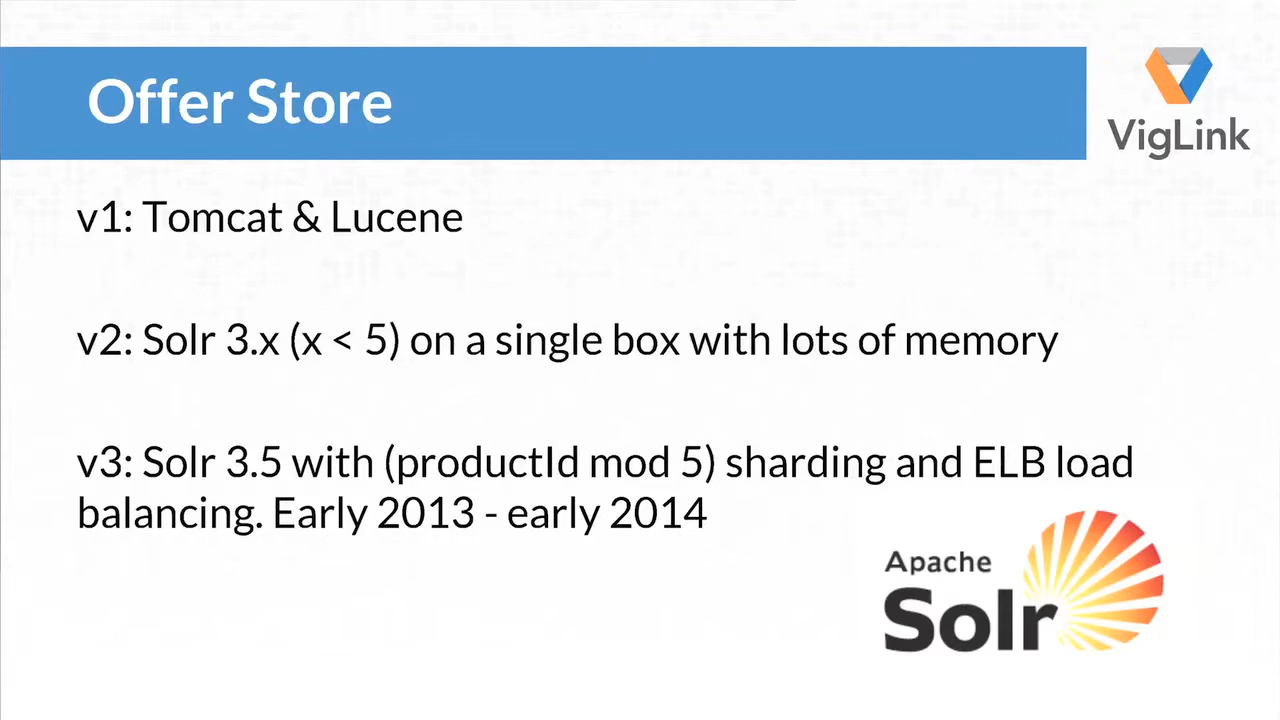 Offer Store
VigLink
v1: Tomcat & Lucene
v2: Solr 3.x (x < 5) on a single box with lots of memory
v3: Solr 3.5 with (productId mod 5) sharding and ELB load
balancing. Early 2013 - early 2014
Apache
Solr